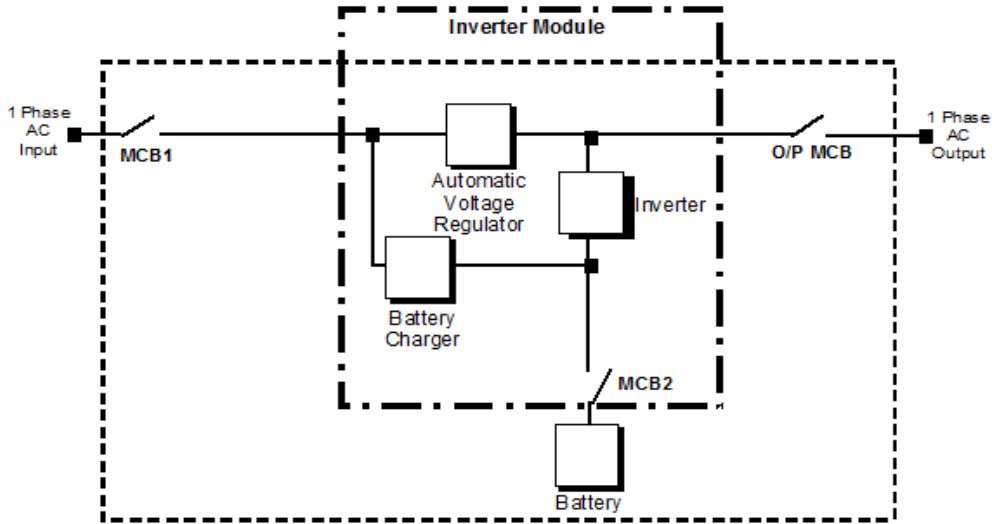 Inverter Module
1 Phase
AC
Input
MCB1
Automatic
Voltage
Regulator
Inverter
O/P MCB
1 Phase
AC
Output
Battery
Charger
MCB2
Battery